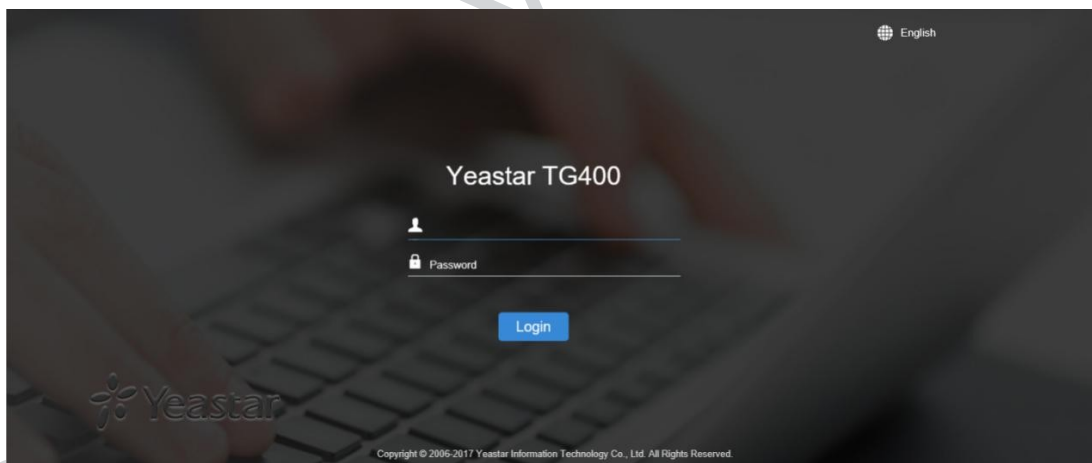 English
Yeastar TG400
Password
Login
Yeastar
Copyright © 2006-2017 Yeastar Information Technology Co., Ltd. All Rights Reserved.